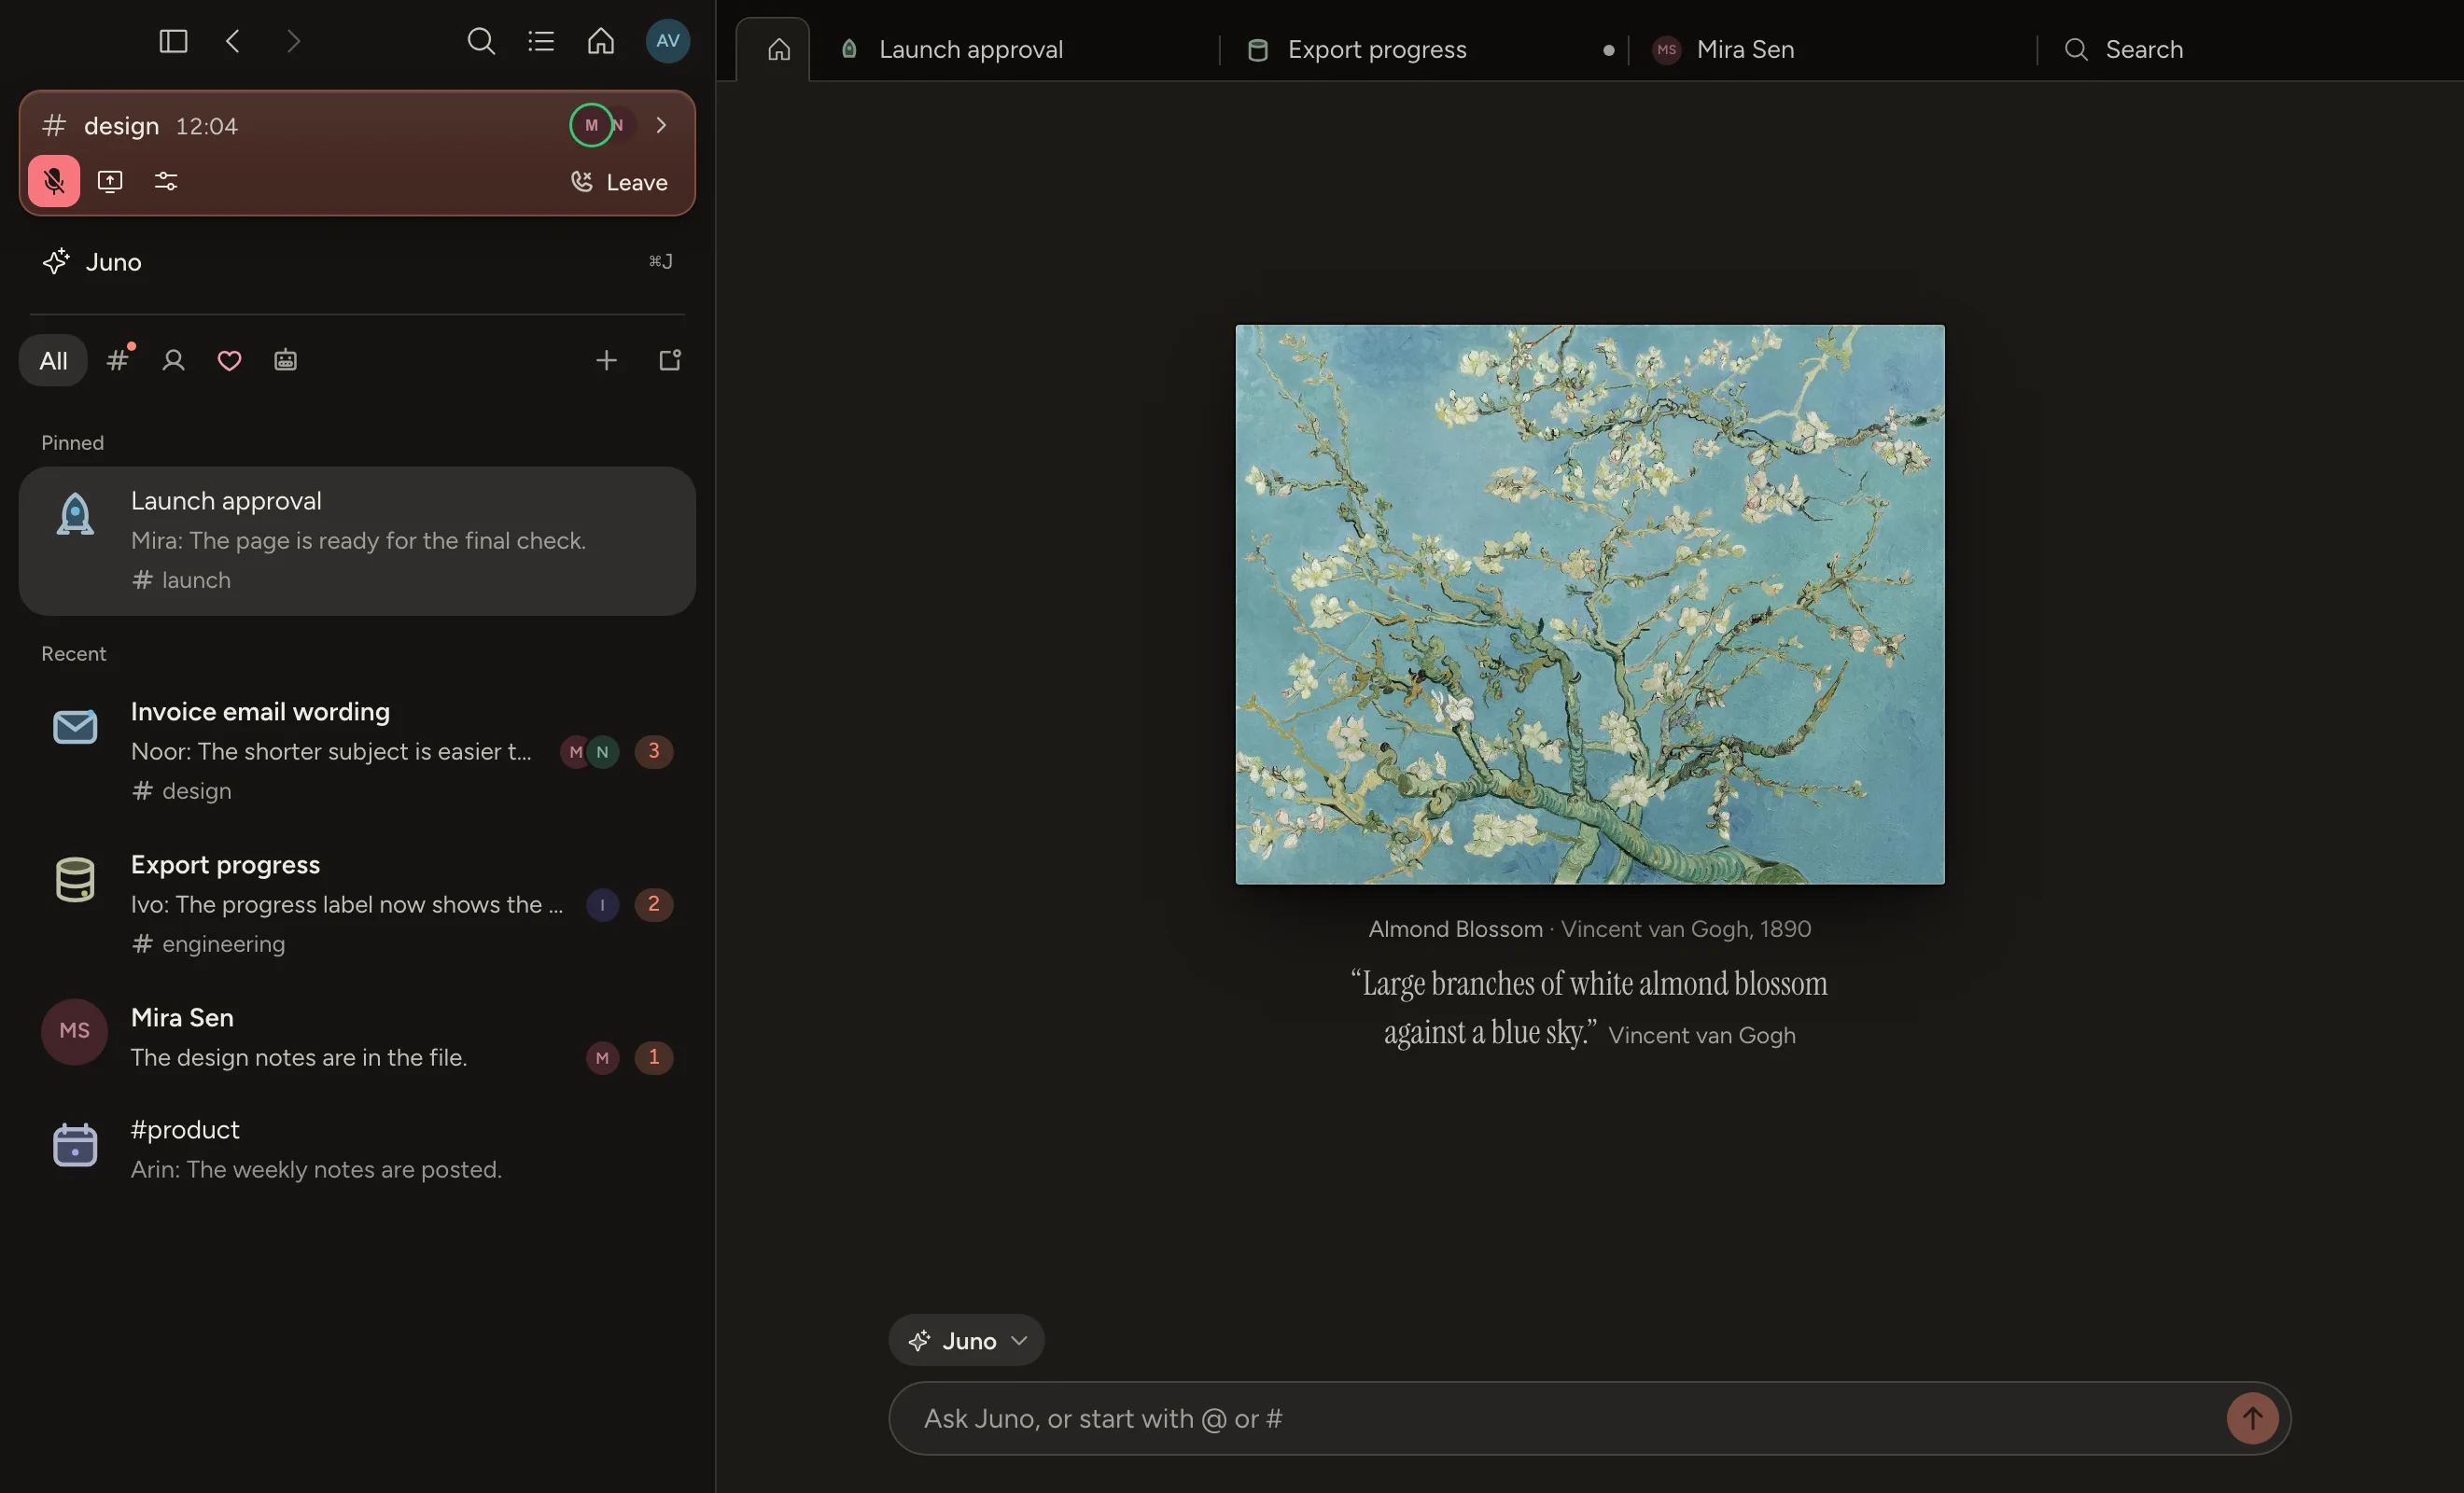 AV
Launch approval
Export progress
MS
Mira Sen
Search
# design 12:04
M
N
Leave
Juno
⌘J
All
Pinned
Launch approval
Mira: The page is ready for the final check.
# launch
Recent
Invoice email wording
Noor: The shorter subject is easier t...
M
N
3
# design
Export progress
Ivo: The progress label now shows the ...
I
2
# engineering
MS
Mira Sen
The design notes are in the file.
M
1
#product
Arin: The weekly notes are posted.
Almond Blossom · Vincent van Gogh, 1890
“Large branches of white almond blossom
against a blue sky.” Vincent van Gogh
Juno
Ask Juno, or start with @ or #